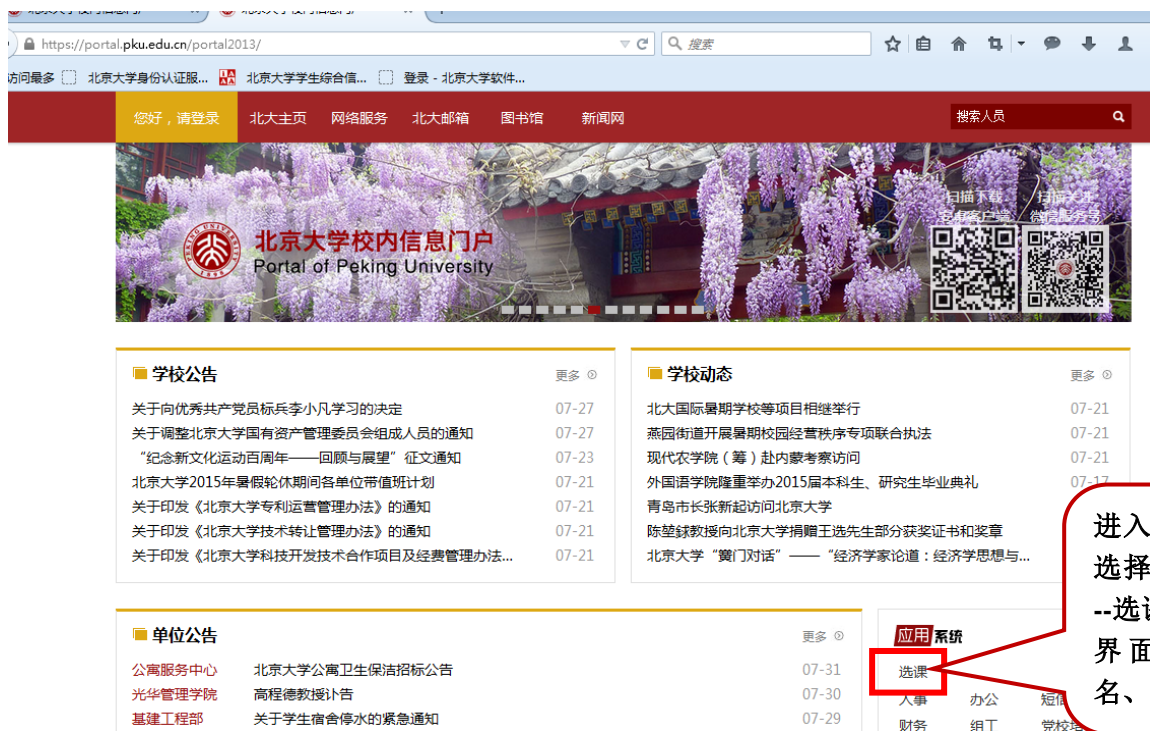 https://portal.pku.edu.cn/portal2013/
搜索
访问最多
北京大学身份认证服...
北京大学学生综合信...
登录 - 北京大学软件...
您好，请登录
北大主页
网络服务
北大邮箱
图书馆
新闻网
搜索人员
扫描下载
安卓客户端
扫描关注
微信服务号
北京大学校内信息门户
Portal of Peking University
学校公告
更多
关于向优秀共产党员标兵李小凡学习的决定 07-27
关于调整北京大学国有资产管理委员会组成人员的通知 07-27
“纪念新文化运动百周年——回顾与展望”征文通知 07-23
北京大学2015年暑假轮休期间各单位带值班计划 07-21
关于印发《北京大学专利运营管理办法》的通知 07-21
关于印发《北京大学技术转让管理办法》的通知 07-21
关于印发《北京大学科技开发技术合作项目及经费管理办法... 07-21
学校动态
更多
北大国际暑期学校等项目相继举行 07-21
燕园街道开展暑期校园经营秩序专项联合执法 07-21
现代农学院（筹）赴内蒙考察访问 07-21
外国语学院隆重举办2015届本科生、研究生毕业典礼 07-17
青岛市长张新起访问北京大学
陈堃銶教授向北京大学捐赠王选先生部分获奖证书和奖章
北京大学“黉门对话”——“经济学家论道：经济学思想与...
单位公告
更多
公寓服务中心 北京大学公寓卫生保洁招标公告 07-31
光华管理学院 高程德教授讣告 07-30
基建工程部 关于学生宿舍停水的紧急通知 07-29
应用系统
选课
人事 办公 短信
财务 组工 党校培
进入
选择
--选课
界面
名、